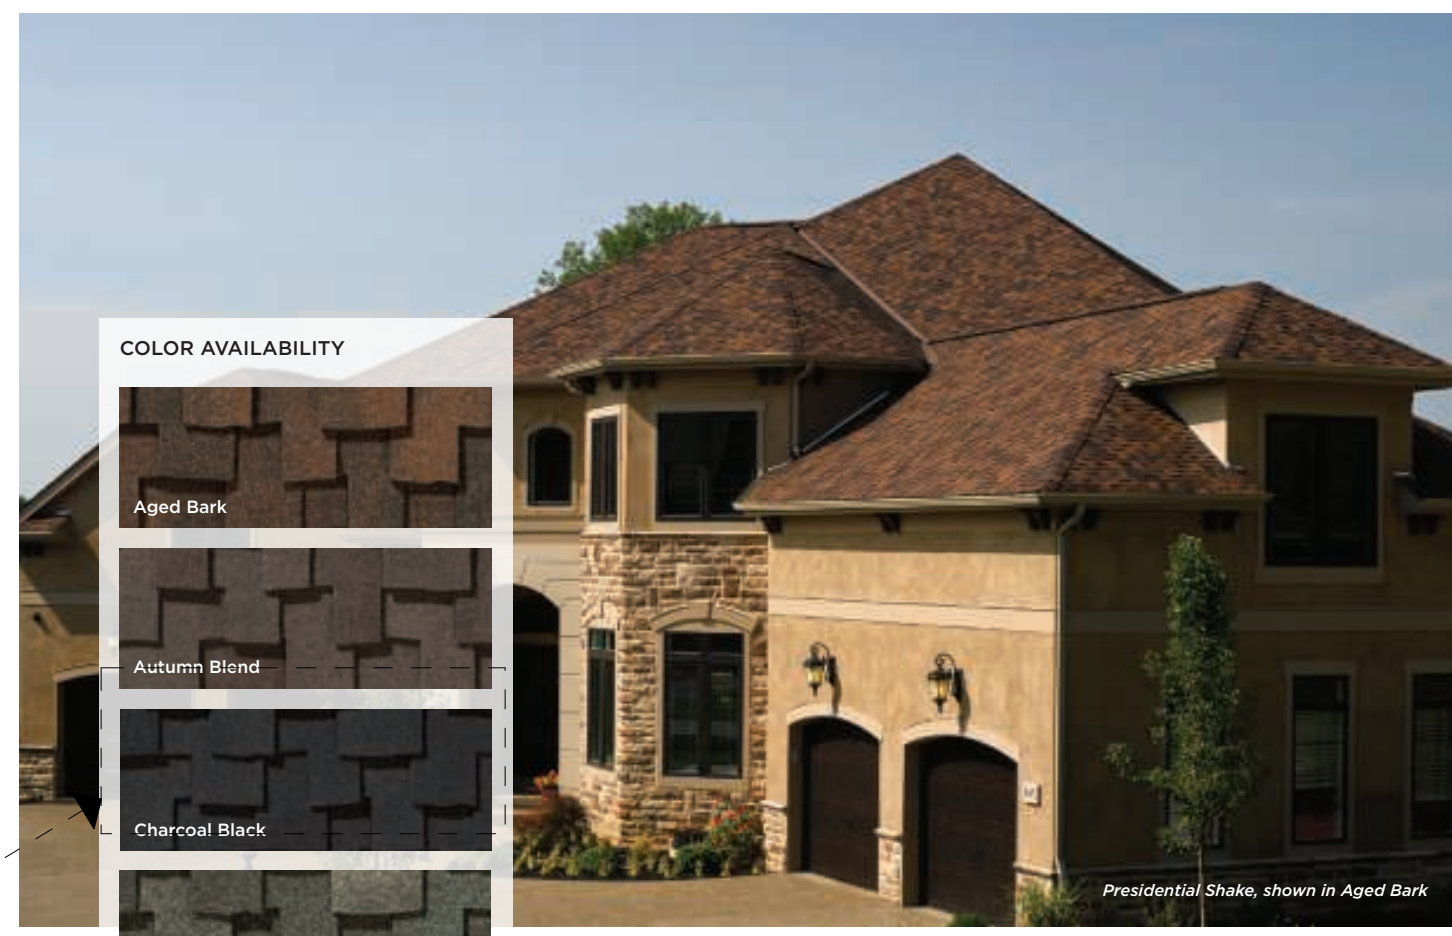 COLOR AVAILABILITY
Aged Bark
Autumn Blend
Charcoal Black
Presidential Shake, shown in Aged Bark